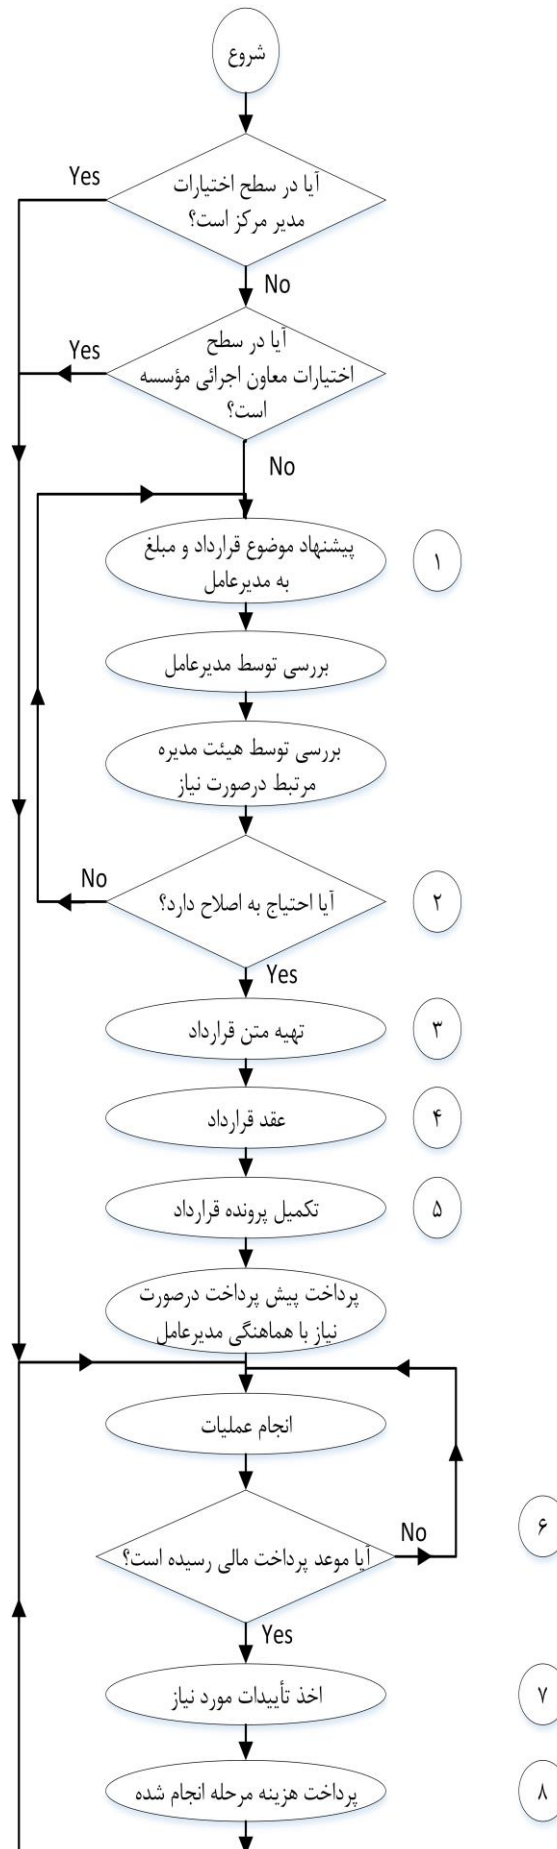 شروع
آیا در سطح اختیارات
مدیر مرکز است؟
Yes
No
آیا در سطح
اختیارات معاون اجرائی مؤسسه
است؟
Yes
No
پیشنهاد موضوع قرارداد و مبلغ
به مدیرعامل
۱
بررسی توسط مدیرعامل
بررسی توسط هیئت مدیره
مرتبط درصورت نیاز
آیا احتیاج به اصلاح دارد؟
No
۲
Yes
تهیه متن قرارداد
۳
عقد قرارداد
۴
تکمیل پرونده قرارداد
۵
پرداخت پیش پرداخت درصورت
نیاز با هماهنگی مدیرعامل
انجام عملیات
آیا موعد پرداخت مالی رسیده است؟
No
۶
Yes
اخذ تأییدات مورد نیاز
۷
پرداخت هزینه مرحله انجام شده
۸